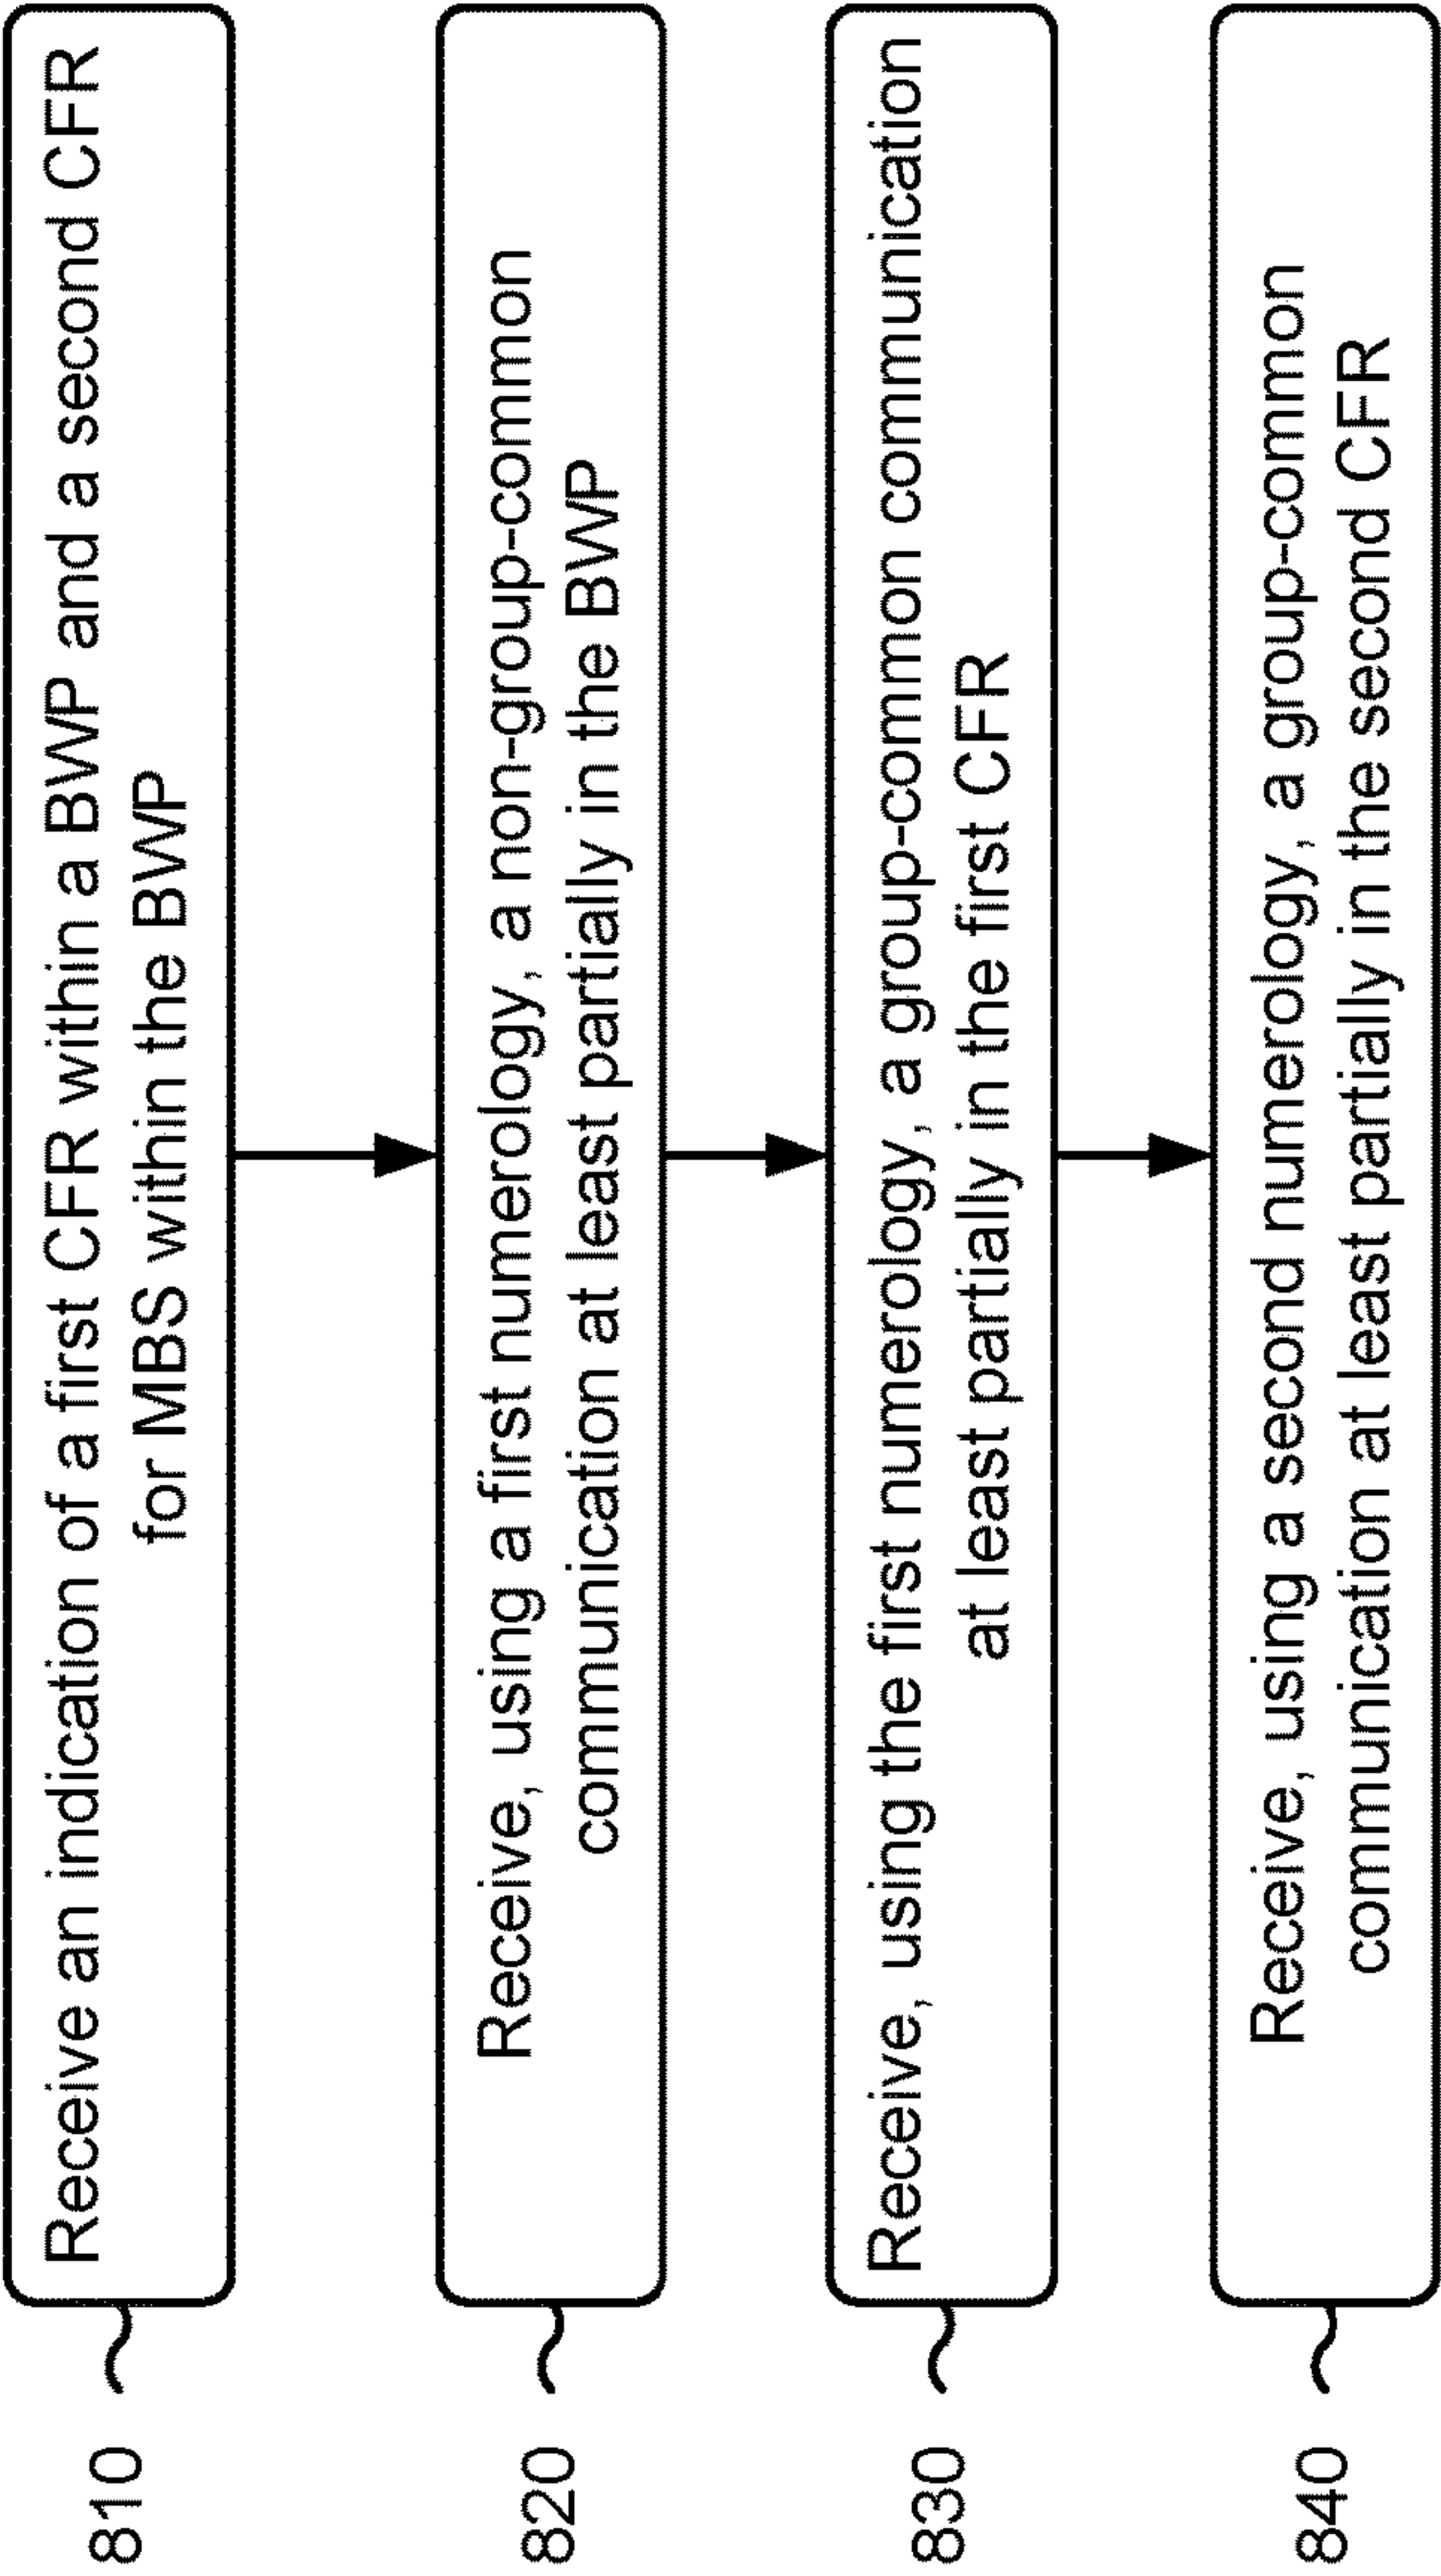 810
Receive an indication of a first CFR within a BWP and a second CFR
for MBS within the BWP
820
Receive, using a first numerology, a non-group-common
communication at least partially in the BWP
830
Receive, using the first numerology, a group-common communication
at least partially in the first CFR
840
Receive, using a second numerology, a group-common
communication at least partially in the second CFR